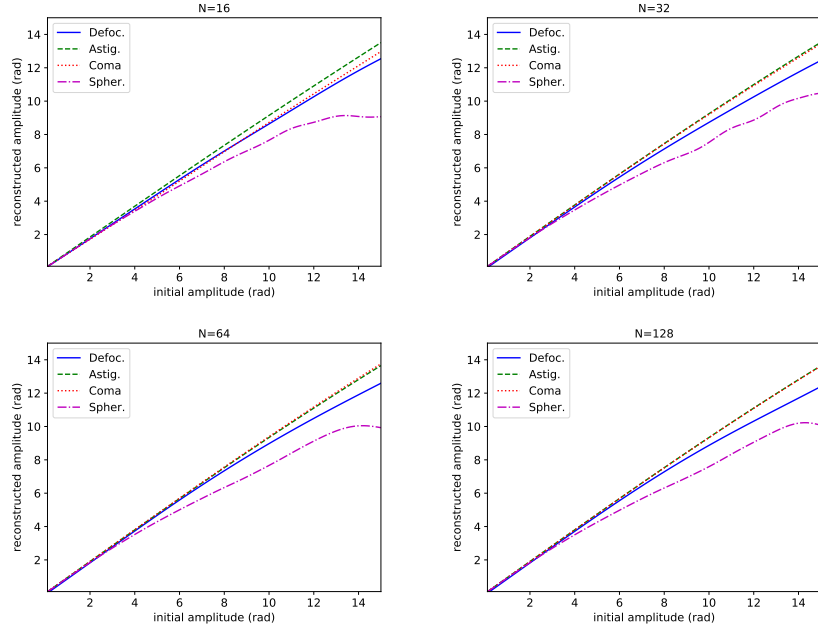 N=16
Defoc.
Astig.
Coma
Spher.
reconstructed amplitude (rad)
14
12
10
8
6
4
2
2 4 6 8 10 12 14
initial amplitude (rad)
N=32
Defoc.
Astig.
Coma
Spher.
reconstructed amplitude (rad)
14
12
10
8
6
4
2
2 4 6 8 10 12 14
initial amplitude (rad)
N=64
Defoc.
Astig.
Coma
Spher.
reconstructed amplitude (rad)
14
12
10
8
6
4
2
2 4 6 8 10 12 14
initial amplitude (rad)
N=128
Defoc.
Astig.
Coma
Spher.
reconstructed amplitude (rad)
14
12
10
8
6
4
2
2 4 6 8 10 12 14
initial amplitude (rad)